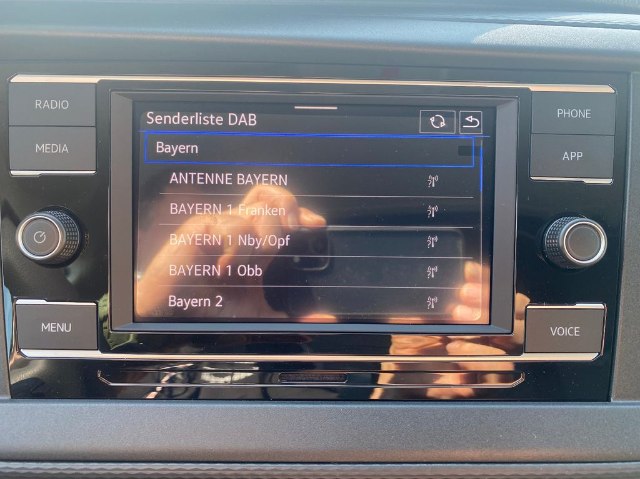 RADIO
MEDIA
MENU
Senderliste DAB
Bayern
ANTENNE BAYERN
BAYERN 1 Franken
BAYERN 1 Nby/Opf
BAYERN 1 Obb
Bayern 2
PHONE
APP
VOICE